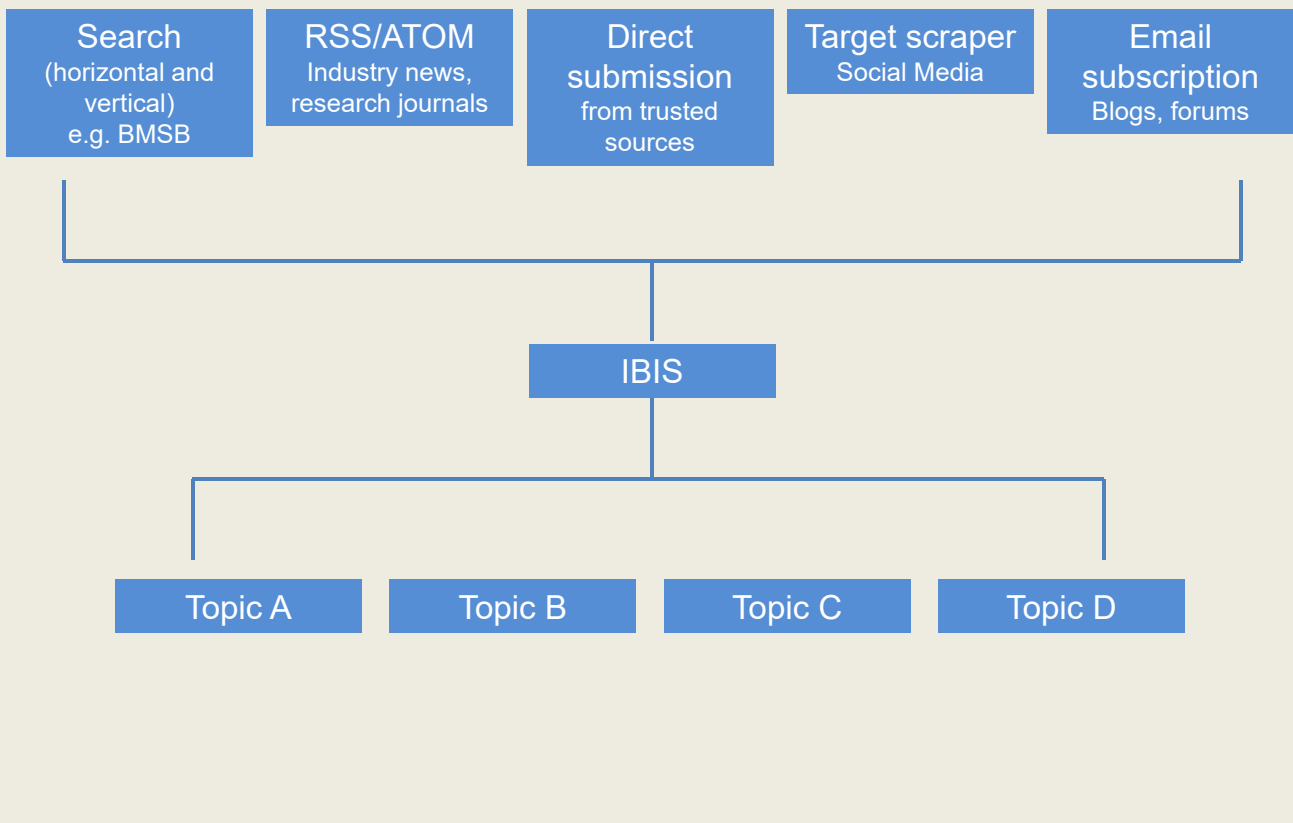 Search
(horizontal and
vertical)
e.g. BMSB
RSS/ATOM
Industry news,
research journals
Direct
submission
from trusted
sources
Target scraper
Social Media
Email
subscription
Blogs, forums
IBIS
Topic A
Topic B
Topic C
Topic D